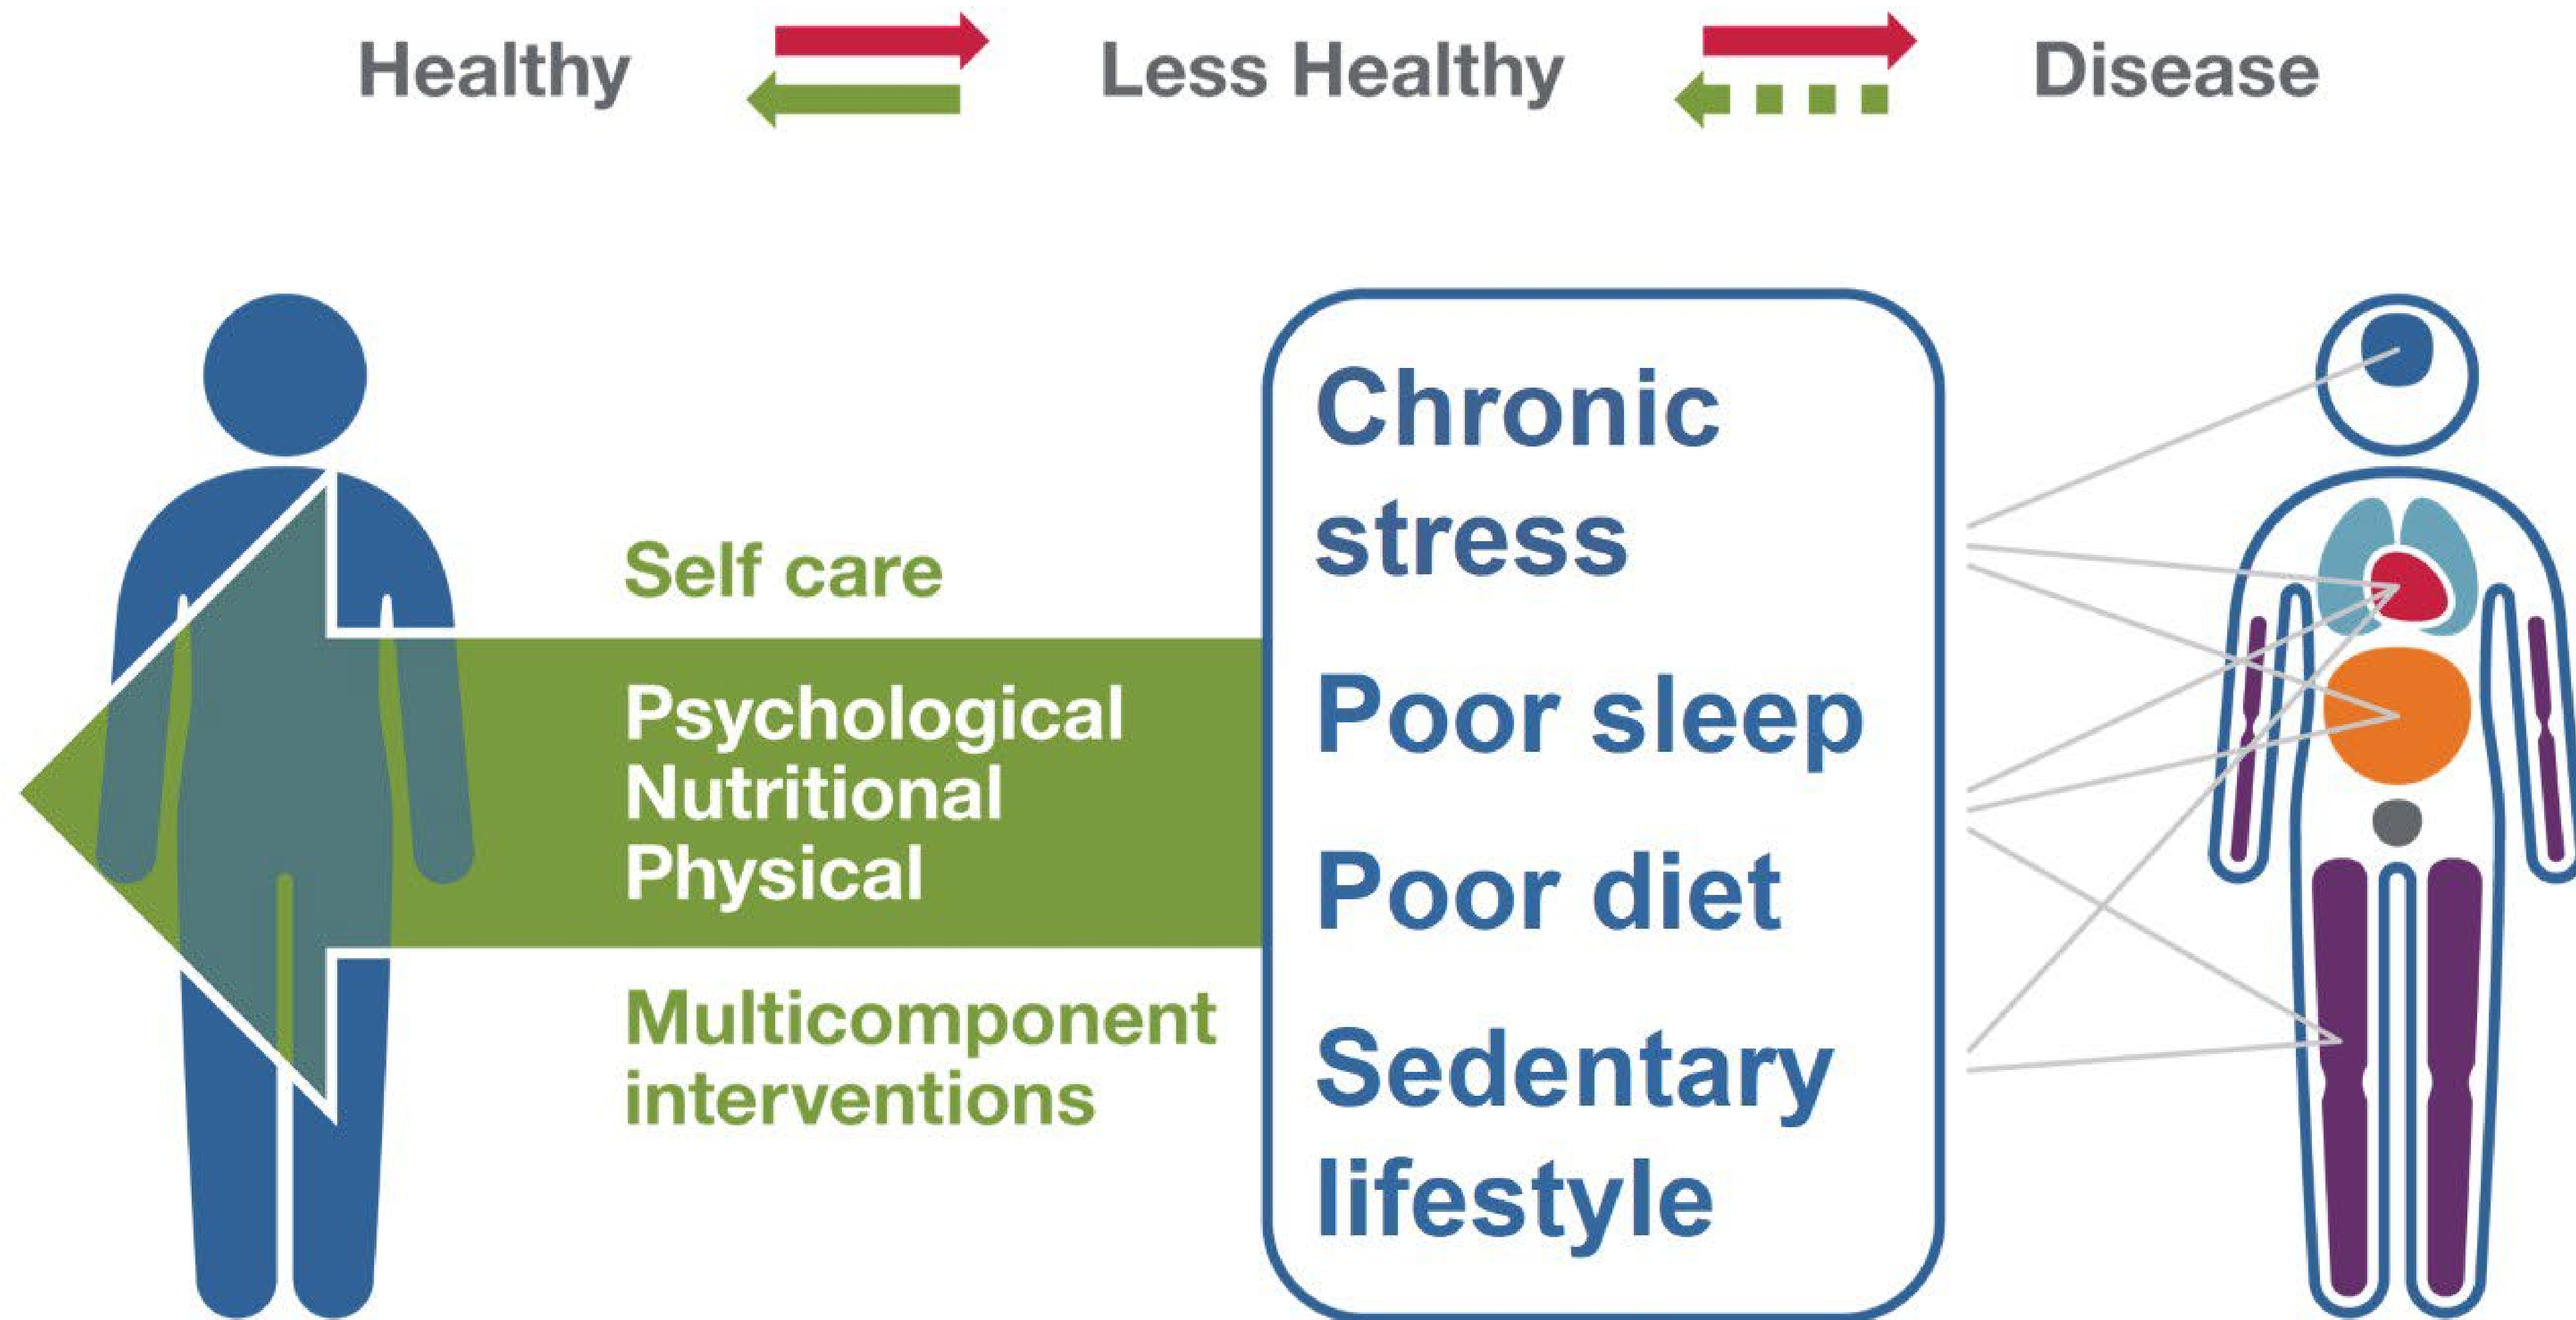 Healthy
Less Healthy
Disease
Self care
Psychological
Nutritional
Physical
Multicomponent
interventions
Chronic
stress
Poor sleep
Poor diet
Sedentary
lifestyle